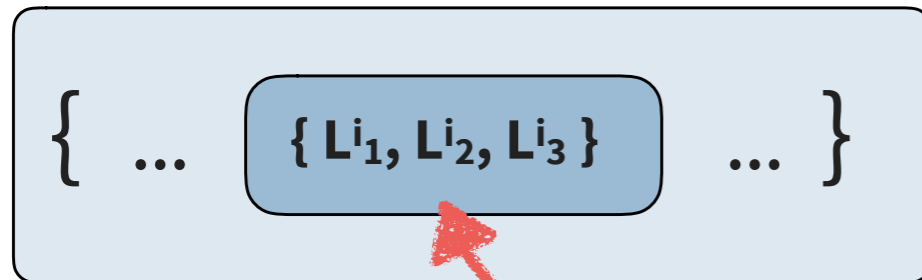 { ... { Lⁱ₁, Lⁱ₂, Lⁱ₃ } ... }